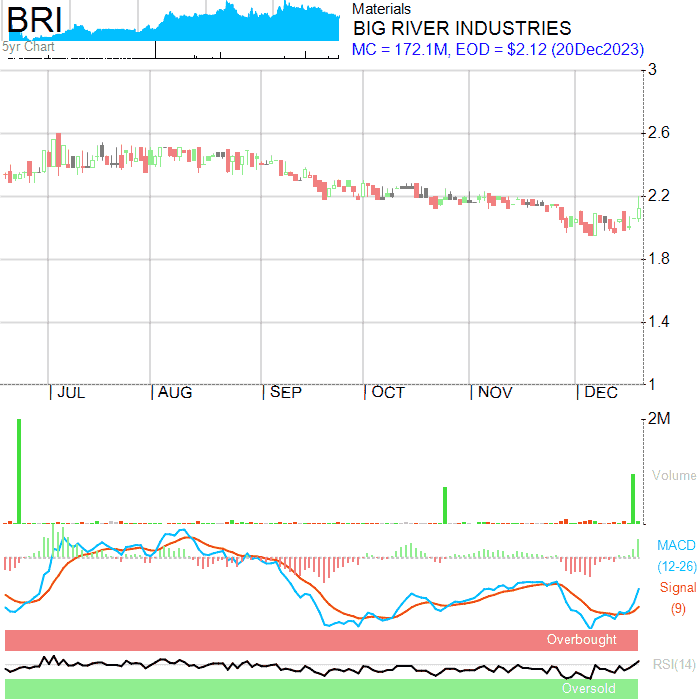 BRI
5yr Chart
Materials
BIG RIVER INDUSTRIES
MC = 172.1M, EOD = $2.12 (20Dec2023)
3
2.6
2.2
1.8
1.4
1
JUL AUG SEP OCT NOV DEC
2M
Volume
MACD
(12-26)
Signal
(9)
Overbought
RSI(14)
Oversold